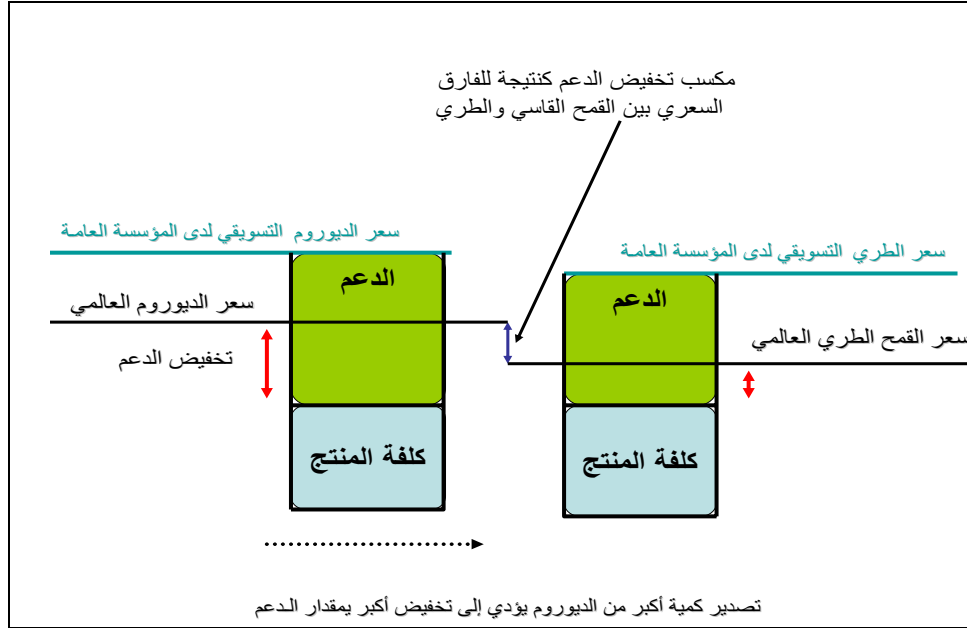 مكسب تخفيض الدعم كنتيجة للفارق
السعري بين القمح القاسي والطري
سعر الديوروم التسويقي لدى المؤسسة العامة
سعر الطري التسويقي لدى المؤسسة العامة
الدعم
الدعم
سعر الديوروم العالمي
سعر القمح الطري العالمي
تخفيض الدعم
كلفة المنتج
كلفة المنتج
تصدير كمية أكبر من الديوروم يؤدي إلى تخفيض أكبر بمقدار الدعم